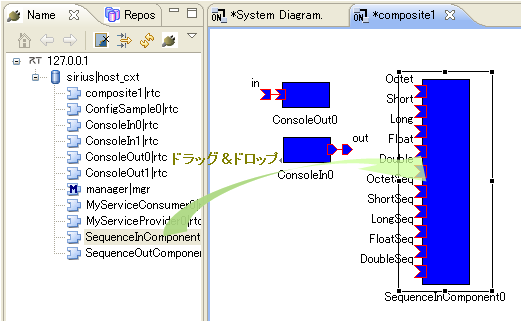 Name
Repos
127.0.0.1
sirius|host_cxt
composite1|rtc
ConfigSample0|rtc
ConsoleIn0|rtc
ConsoleIn1|rtc
ConsoleOut0|rtc
ConsoleOut1|rtc
manager|mgr
MyServiceConsumer0|
MyServiceProvider0|rtc
SequenceInComponent
SequenceOutCompone
*System Diagram.
*composite1
in
ConsoleOut0
out
ConsoleIn0
ドラッグ&ドロップ
Octet
Short
Long
Float
Double
OctetSeq
ShortSeq
LongSeq
FloatSeq
DoubleSeq
SequenceInComponent0